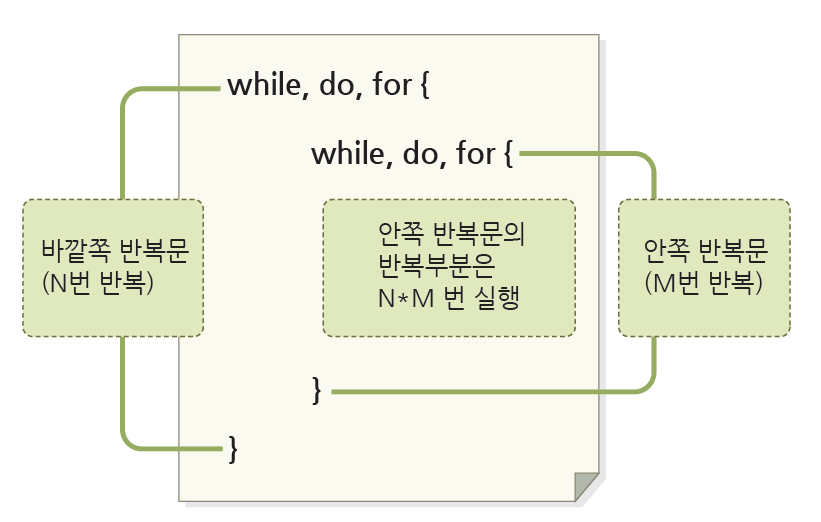 while, do, for {
while, do, for {
바깥쪽 반복문
(N번 반복)
안쪽 반복문의
반복부분은
N*M 번 실행
안쪽 반복문
(M번 반복)
}
}